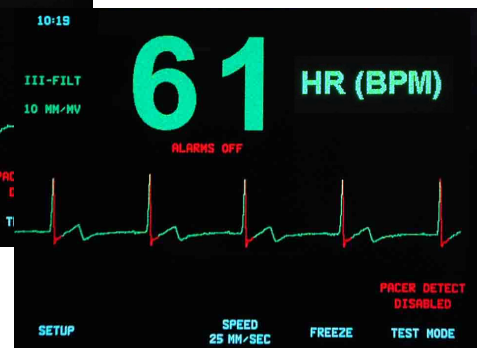 10:19
61
HR (BPM)
III-FILT
10 MM/MV
ALARMS OFF
PACER DETECT
DISABLED
SETUP
SPEED
25 MM/SEC
FREEZE
TEST MODE